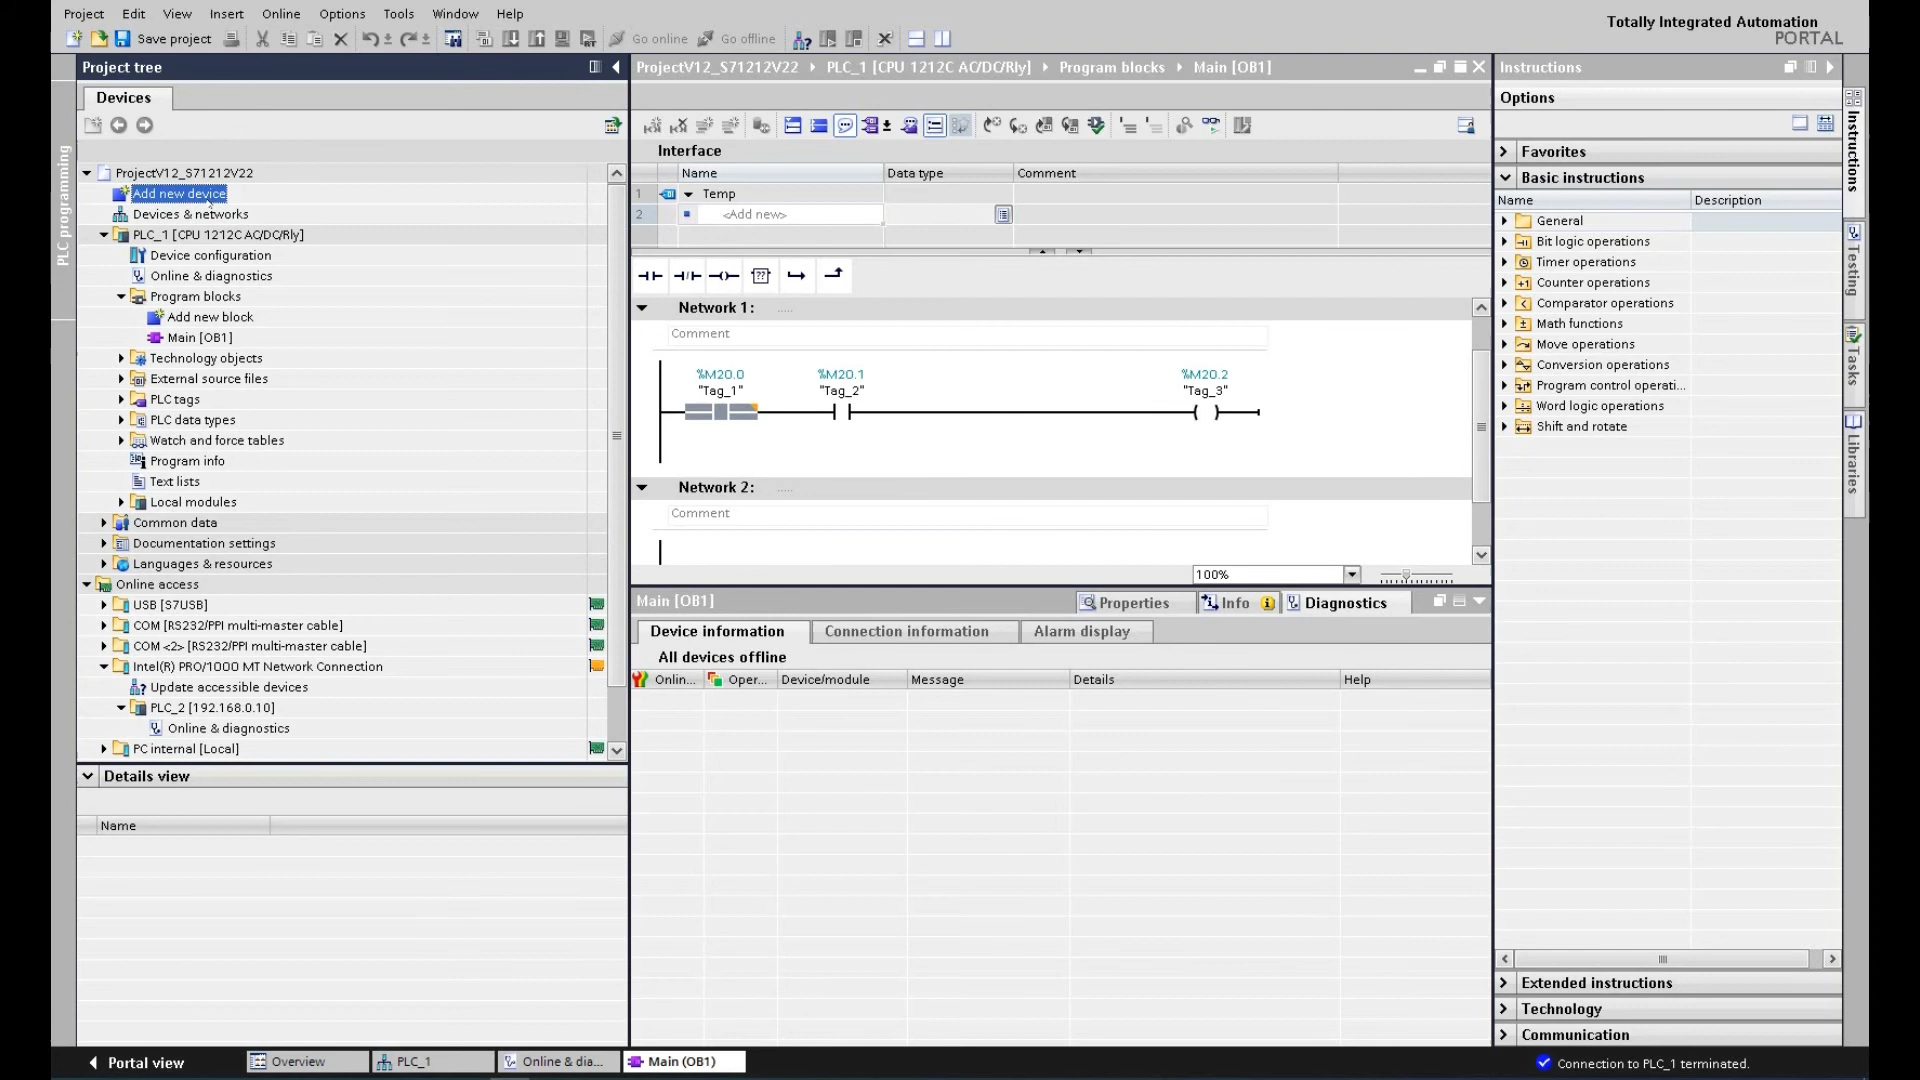 Project Edit View Insert Online Options Tools Window Help
Totally Integrated Automation
PORTAL
Save project Go online Go offline
Project tree
ProjectV12_S71212V22 PLC_1 [CPU 1212C AC/DC/Rly] Program blocks Main [OB1]
Instructions
Devices
Options
PLC programming
Interface
Name Data type Comment
1 Temp
2 <Add new>
Favorites
Basic instructions
Name Description
General
Bit logic operations
Timer operations
Counter operations
Comparator operations
Math functions
Move operations
Conversion operations
Program control operati...
Word logic operations
Shift and rotate
Extended instructions
Technology
Communication
Instructions
Testing
Tasks
Libraries
ProjectV12_S71212V22
Add new device
Devices & networks
PLC_1 [CPU 1212C AC/DC/Rly]
Device configuration
Online & diagnostics
Program blocks
Add new block
Main [OB1]
Technology objects
External source files
PLC tags
PLC data types
Watch and force tables
Program info
Text lists
Local modules
Common data
Documentation settings
Languages & resources
Online access
USB [S7USB]
COM [RS232/PPI multi-master cable]
COM <2> [RS232/PPI multi-master cable]
Intel(R) PRO/1000 MT Network Connection
Update accessible devices
PLC_2 [192.168.0.10]
Online & diagnostics
PC internal [Local]
Details view
Name
??
Network 1: .....
Comment
%M20.0 %M20.1 %M20.2
"Tag_1" "Tag_2" "Tag_3"
Network 2: .....
Comment
100%
Main [OB1]
Properties Info Diagnostics
Device information Connection information Alarm display
All devices offline
Onlin... Oper... Device/module Message Details Help
Portal view Overview PLC_1 Online & dia... Main (OB1)
Connection to PLC_1 terminated.